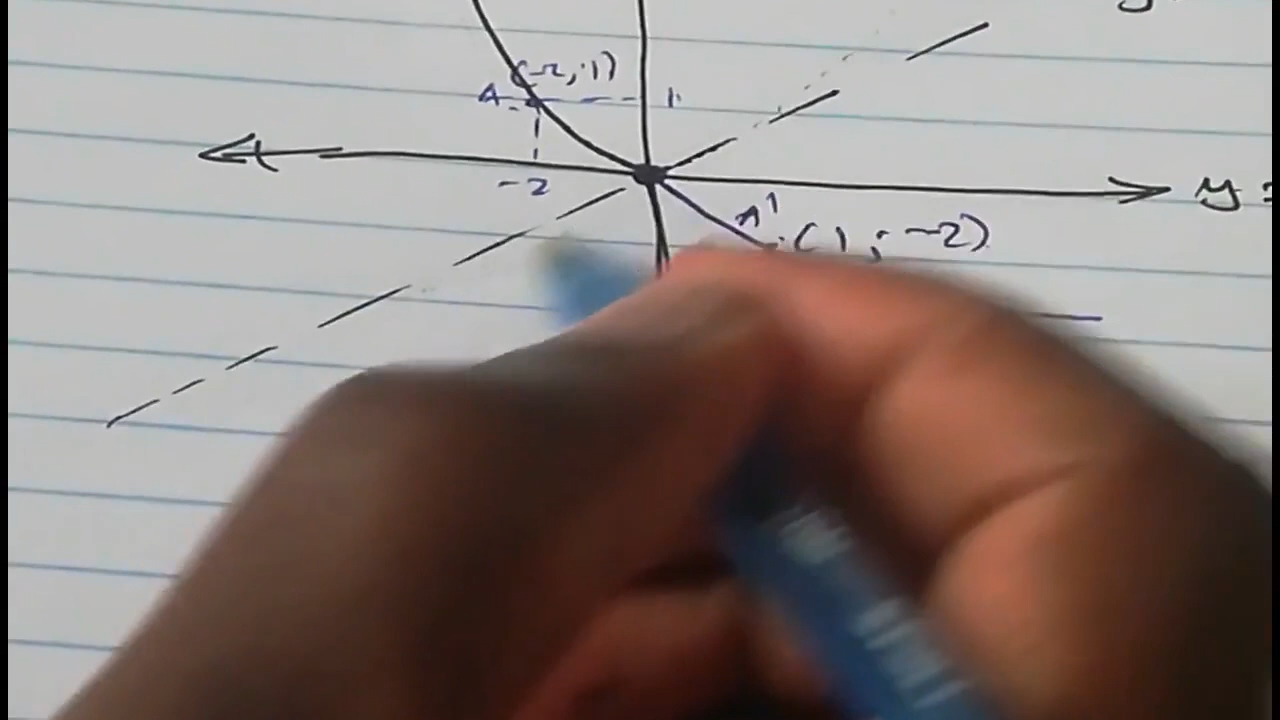 y
(-2, 1)
A
1
-2
y =
A' (1 ; -2)